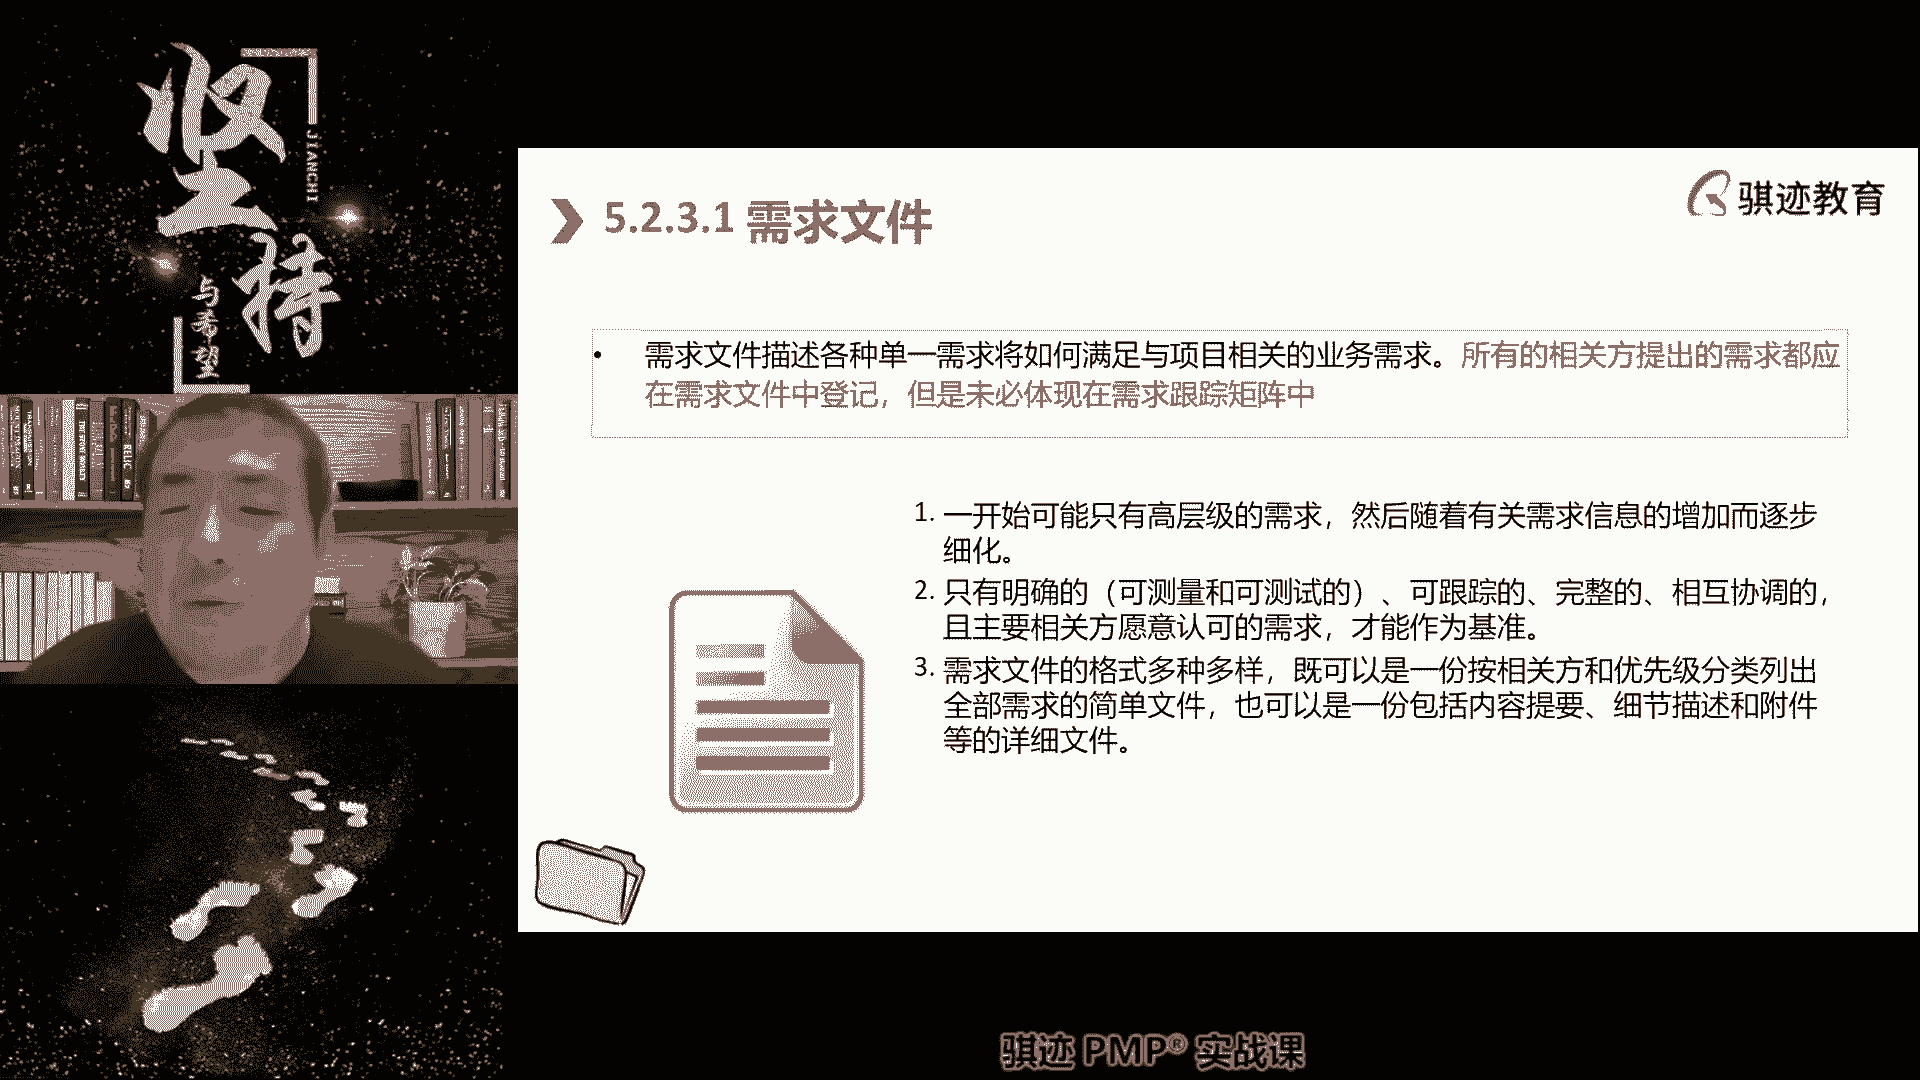 坚持
JIANCHI
与希望
骐迹教育
5.2.3.1 需求文件
• 需求文件描述各种单一需求将如何满足与项目相关的业务需求。所有的相关方提出的需求都应
在需求文件中登记，但是未必体现在需求跟踪矩阵中
1. 一开始可能只有高层级的需求，然后随着有关需求信息的增加而逐步
细化。
2. 只有明确的（可测量和可测试的）、可跟踪的、完整的、相互协调的，
且主要相关方愿意认可的需求，才能作为基准。
3. 需求文件的格式多种多样，既可以是一份按相关方和优先级分类列出
全部需求的简单文件，也可以是一份包括内容提要、细节描述和附件
等的详细文件。
骐迹 PMP® 实战课